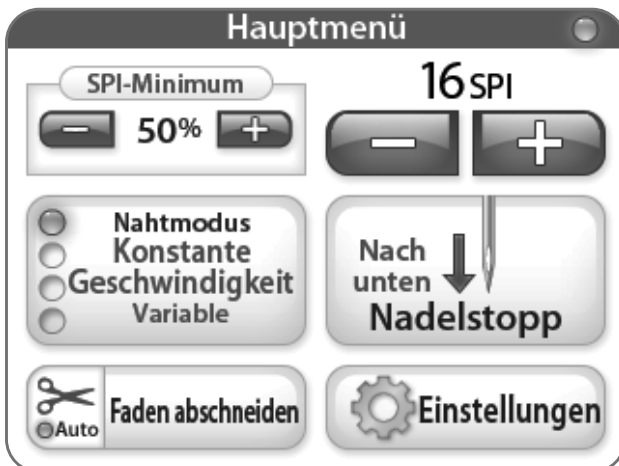 Hauptmenü
SPI-Minimum
50%
16 SPI
Nahtmodus
Konstante
Geschwindigkeit
Variable
Nach
unten
Nadelstopp
Auto
Faden abschneiden
Einstellungen